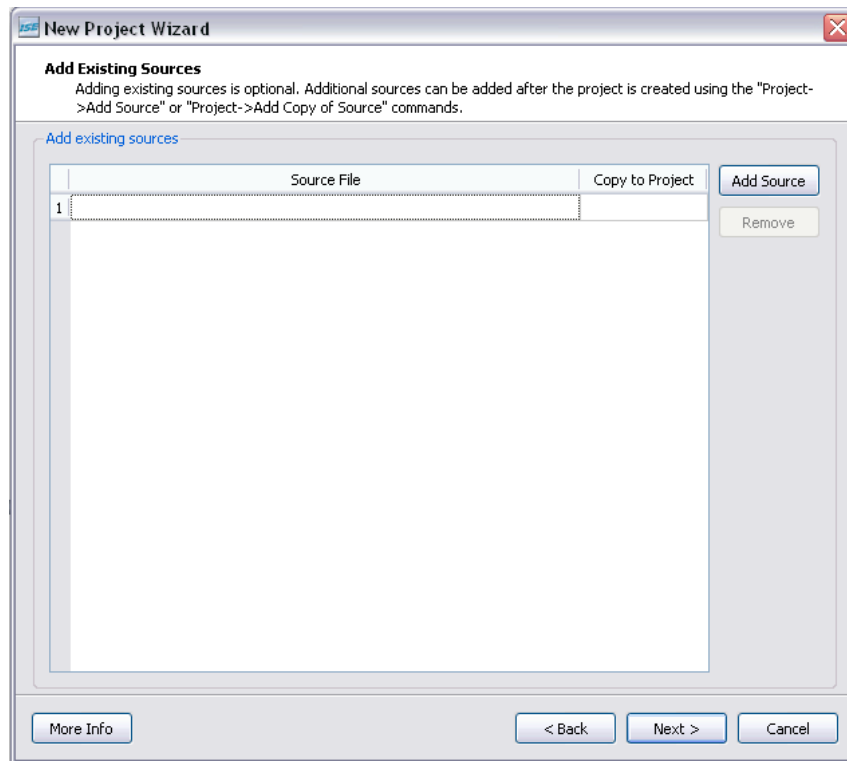 ISE New Project Wizard
Add Existing Sources
Adding existing sources is optional. Additional sources can be added after the project is created using the "Project-
>Add Source" or "Project->Add Copy of Source" commands.
Add existing sources
Source File Copy to Project Add Source
1
Remove
More Info < Back Next > Cancel